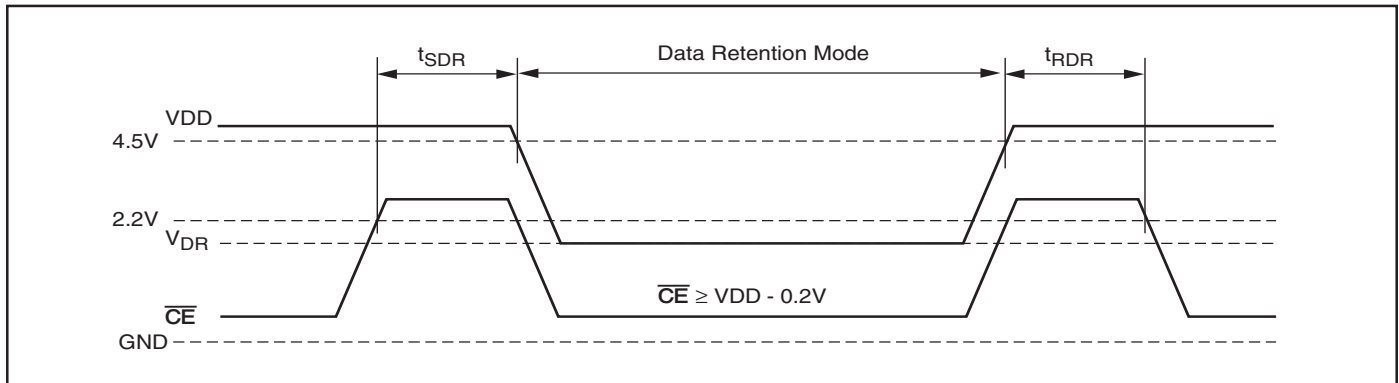 tSDR Data Retention Mode tRDR
VDD
4.5V
2.2V
VDR
CE ≥ VDD - 0.2V
CE
GND